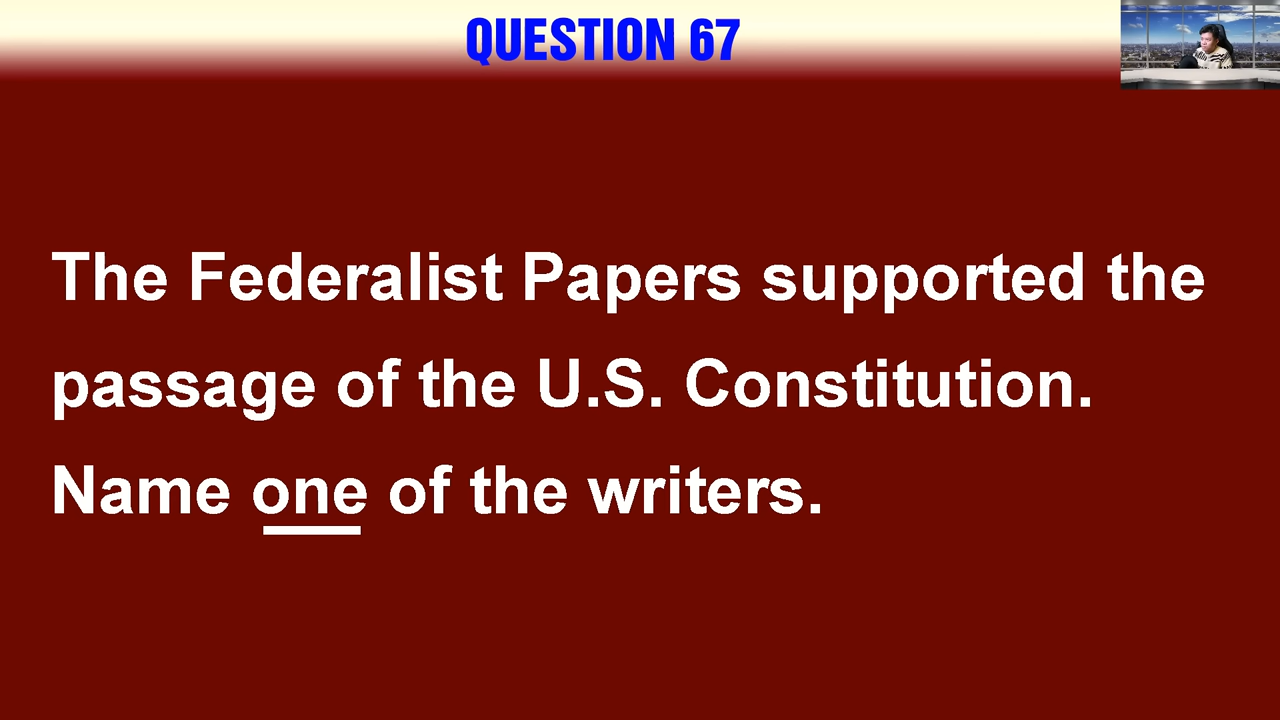 QUESTION 67
The Federalist Papers supported the
passage of the U.S. Constitution.
Name one of the writers.